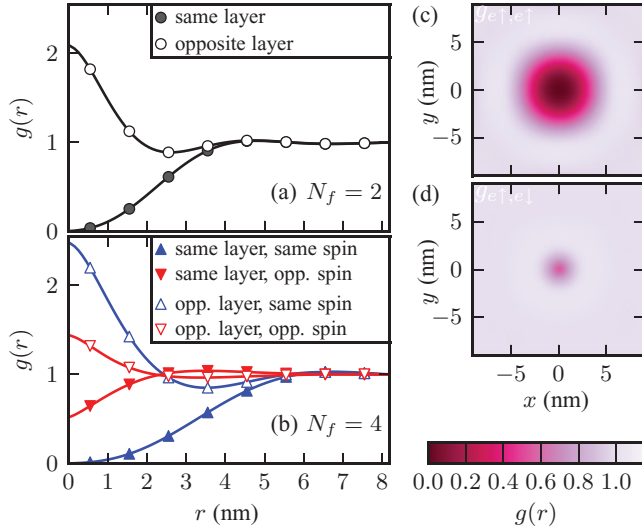 same layer
opposite layer
2
1
0
g(r)
(a) N_f = 2
same layer, same spin
same layer, opp. spin
opp. layer, same spin
opp. layer, opp. spin
2
1
0
g(r)
(b) N_f = 4
0 1 2 3 4 5 6 7 8
r (nm)
(c)
g_{e↑,e↑}
5
0
−5
y (nm)
(d)
g_{e↑,e↓}
5
0
−5
y (nm)
−5 0 5
x (nm)
0.0 0.2 0.4 0.6 0.8 1.0
g(r)